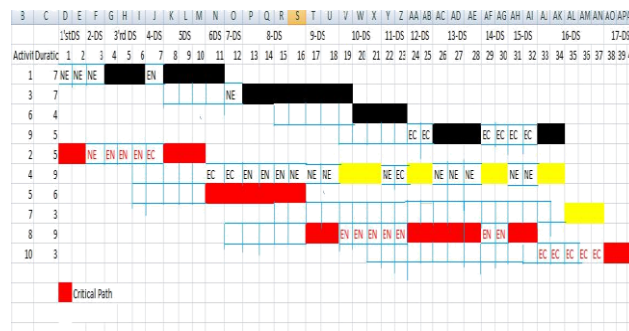 B C D E F G H I J K L M N O P Q R S T U V W X Y Z AA AB AC AD AE AF AG AH AI AJ AK AL AM AN AO AP
1'stDS 2-DS 3'rd DS 4-DS 5DS 6DS 7-DS 8-DS 9-DS 10-DS 11-DS 12-DS 13-DS 14-DS 15-DS 16-DS 17-DS
Activit Duratic 1 2 3 4 5 6 7 8 9 10 11 12 13 14 15 16 17 18 19 20 21 22 23 24 25 26 27 28 29 30 31 32 33 34 35 36 37 38 39
1 7 NE NE NE EN
3 7 NE
6 4
9 5 EC EC EC EC EC EC
2 5 NE EN EN EN EC
4 9 EC EC EN EN EN NE NE NE NE EC NE NE NE NE NE
5 6
7 3
8 9 EN EN EN EN EN EN EN
10 3 EC EC EC EC EC
Critical Path